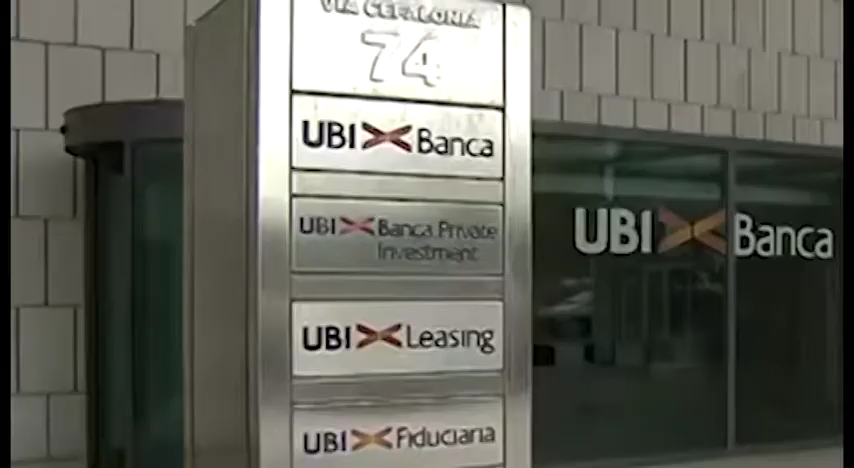 VIA CEFALONIA
74
UBI Banca
UBI Banca Private
Investment
UBI Leasing
UBI Fiduciaria
UBI Banca